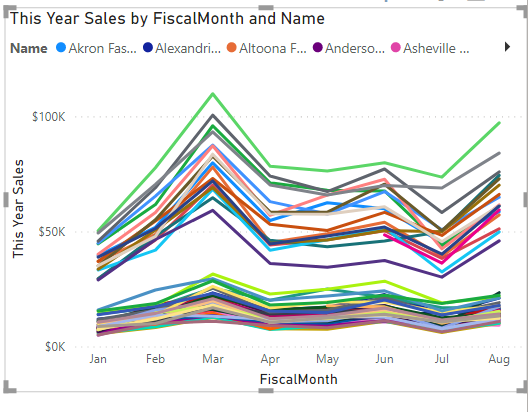 This Year Sales by FiscalMonth and Name
Name Akron Fas... Alexandri... Altoona F... Anderso... Asheville ...
This Year Sales
$100K
$50K
$0K
Jan Feb Mar Apr May Jun Jul Aug
FiscalMonth